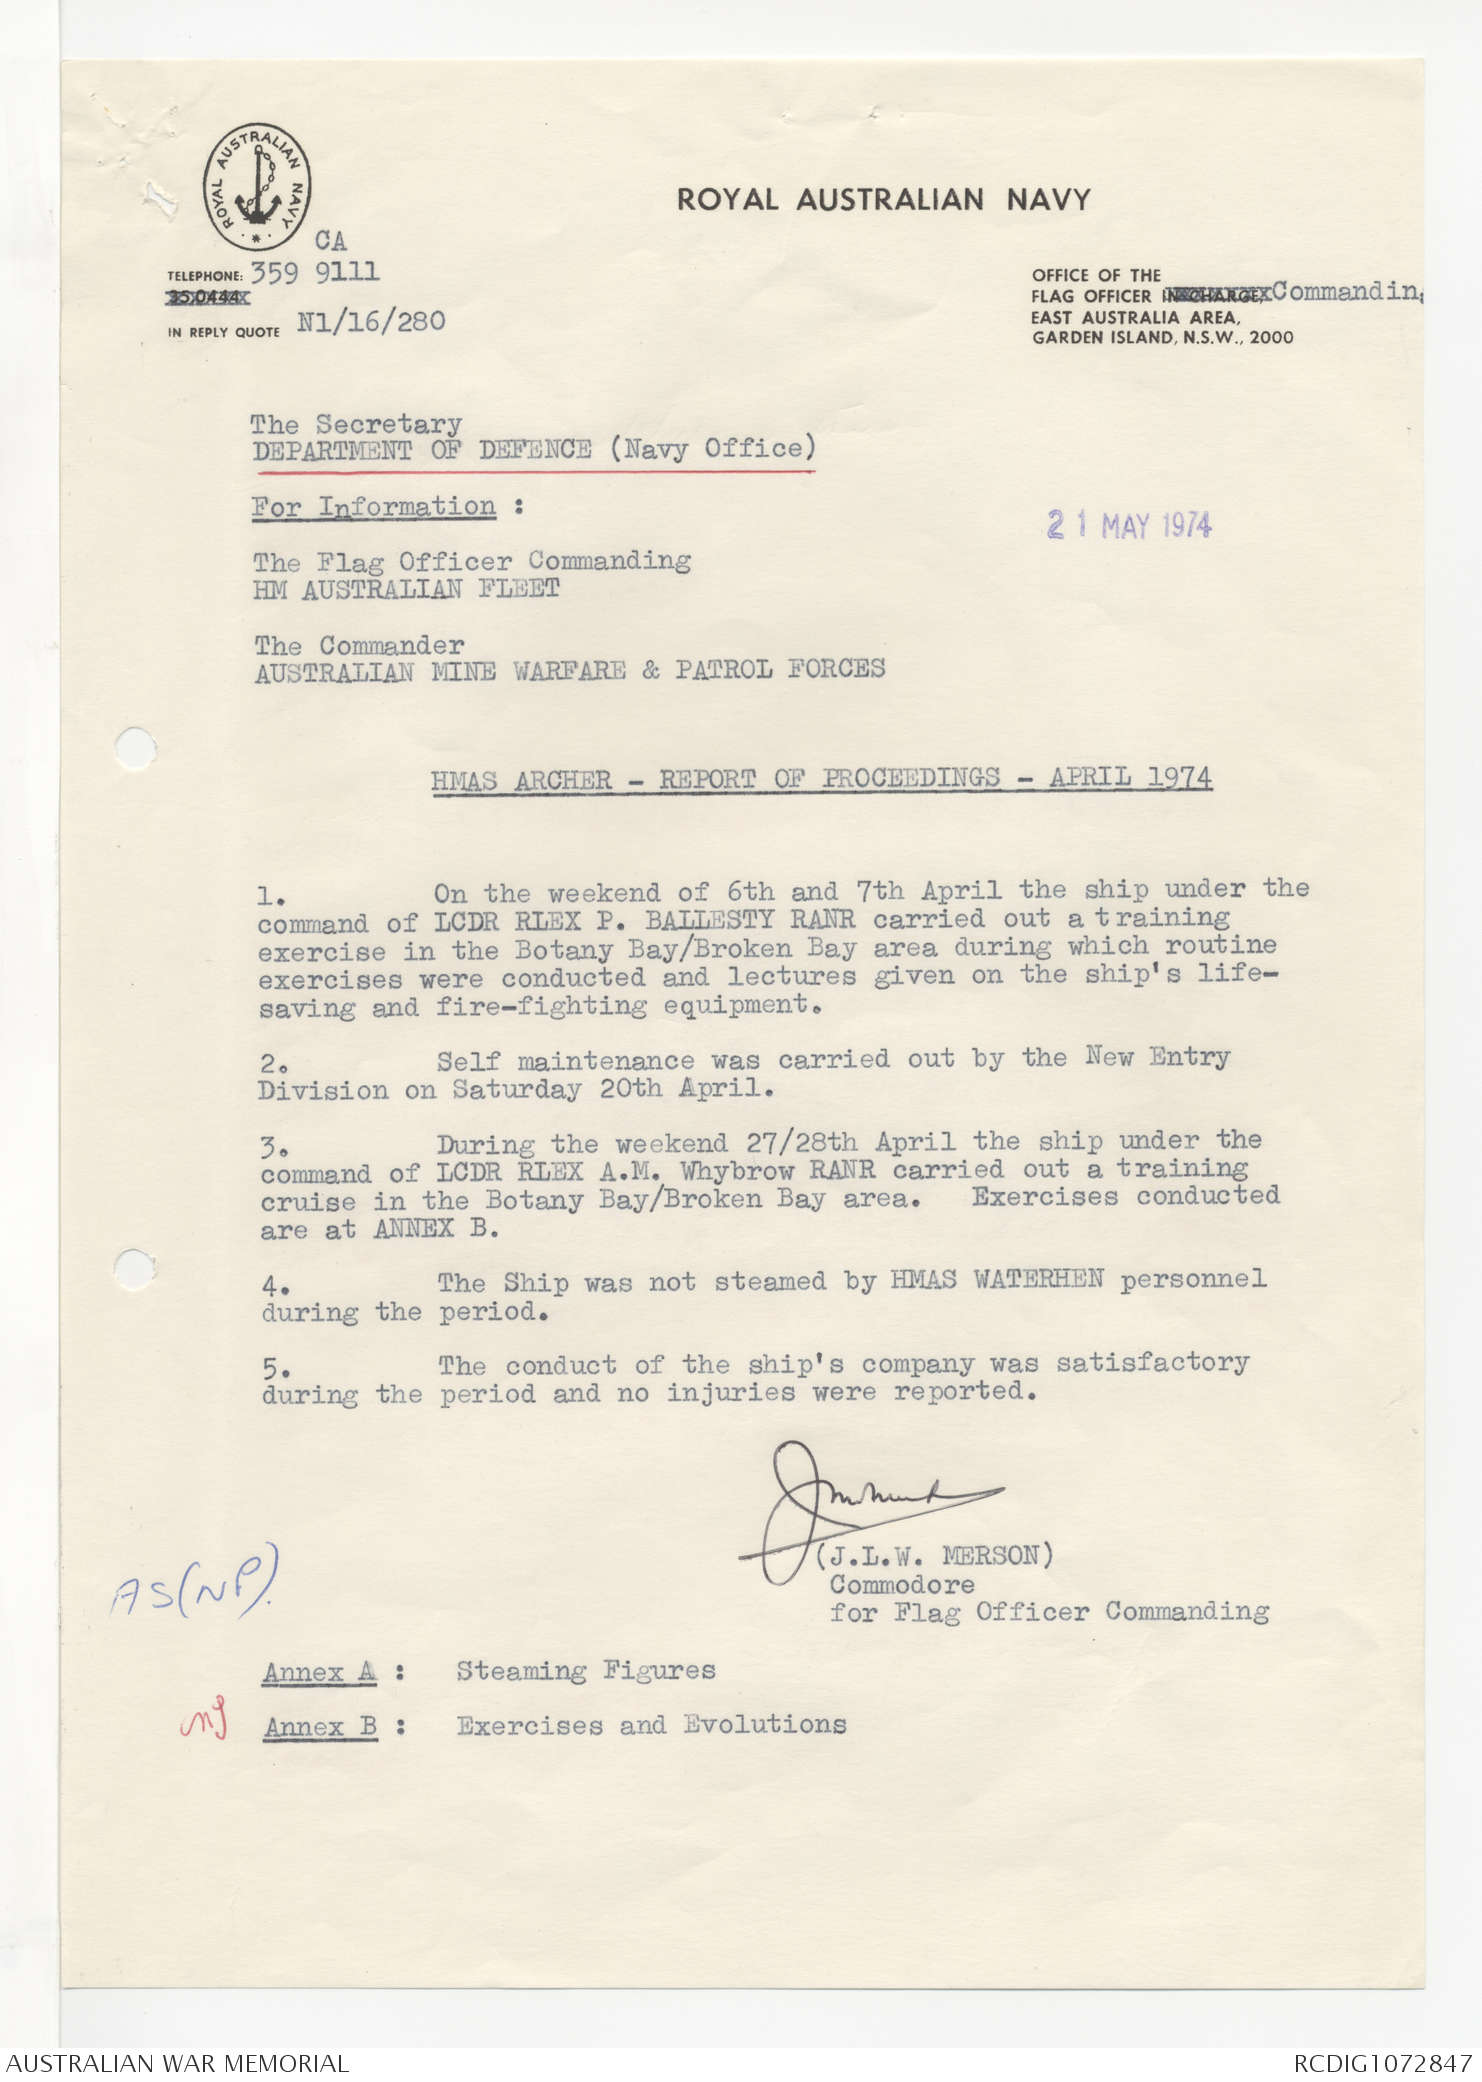 ROYAL AUSTRALIAN NAVY
ROYAL AUSTRALIAN NAVY
CA
TELEPHONE: 359 9111
35 0444
IN REPLY QUOTE N1/16/280
OFFICE OF THE
FLAG OFFICER IN CHARGE, Commanding
EAST AUSTRALIA AREA,
GARDEN ISLAND, N.S.W., 2000
The Secretary
DEPARTMENT OF DEFENCE (Navy Office)
For Information :
21 MAY 1974
The Flag Officer Commanding
HM AUSTRALIAN FLEET
The Commander
AUSTRALIAN MINE WARFARE & PATROL FORCES
HMAS ARCHER - REPORT OF PROCEEDINGS - APRIL 1974
1. On the weekend of 6th and 7th April the ship under the
command of LCDR RLEX P. BALLESTY RANR carried out a training
exercise in the Botany Bay/Broken Bay area during which routine
exercises were conducted and lectures given on the ship's life-
saving and fire-fighting equipment.
2. Self maintenance was carried out by the New Entry
Division on Saturday 20th April.
3. During the weekend 27/28th April the ship under the
command of LCDR RLEX A.M. Whybrow RANR carried out a training
cruise in the Botany Bay/Broken Bay area. Exercises conducted
are at ANNEX B.
4. The Ship was not steamed by HMAS WATERHEN personnel
during the period.
5. The conduct of the ship's company was satisfactory
during the period and no injuries were reported.
(J.L.W. MERSON)
Commodore
for Flag Officer Commanding
AS(NP).
Annex A : Steaming Figures
Annex B : Exercises and Evolutions
AUSTRALIAN WAR MEMORIAL
RCDIG1072847